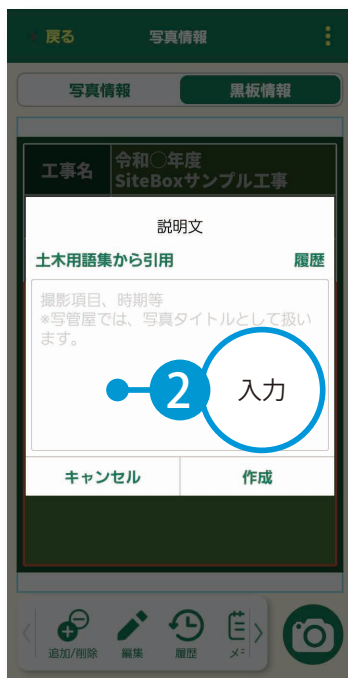 戻る
写真情報
写真情報
黒板情報
工事名
令和○年度
SiteBoxサンプル工事
説明文
土木用語集から引用
履歴
撮影項目、時期等
※写管屋では、写真タイトルとして扱い
ます。
2
入力
キャンセル
作成
追加/削除
編集
履歴